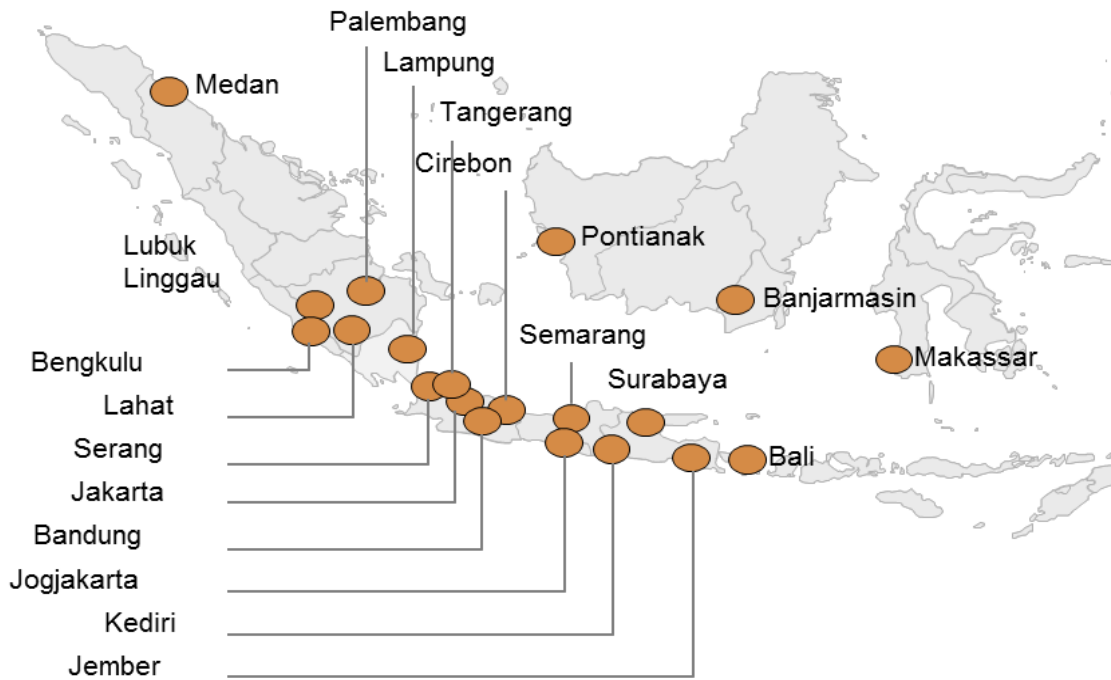 Palembang
Lampung
Medan
Tangerang
Cirebon
Lubuk
Linggau
Pontianak
Banjarmasin
Semarang
Makassar
Bengkulu
Surabaya
Lahat
Serang
Bali
Jakarta
Bandung
Jogjakarta
Kediri
Jember